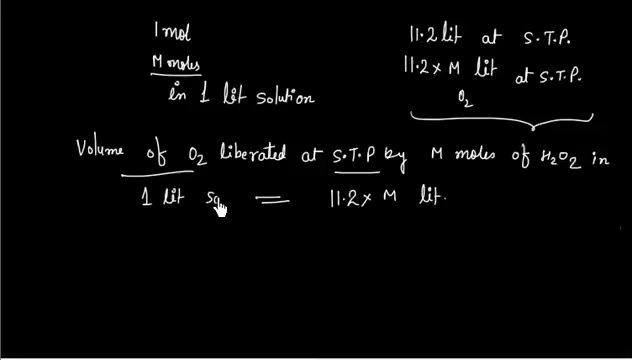 1 mol 11.2 lit at S.T.P.
M moles 11.2 x M lit at S.T.P.
in 1 lit solution O2
Volume of O2 liberated at S.T.P by M moles of H2O2 in
1 lit = 11.2 x M lit.